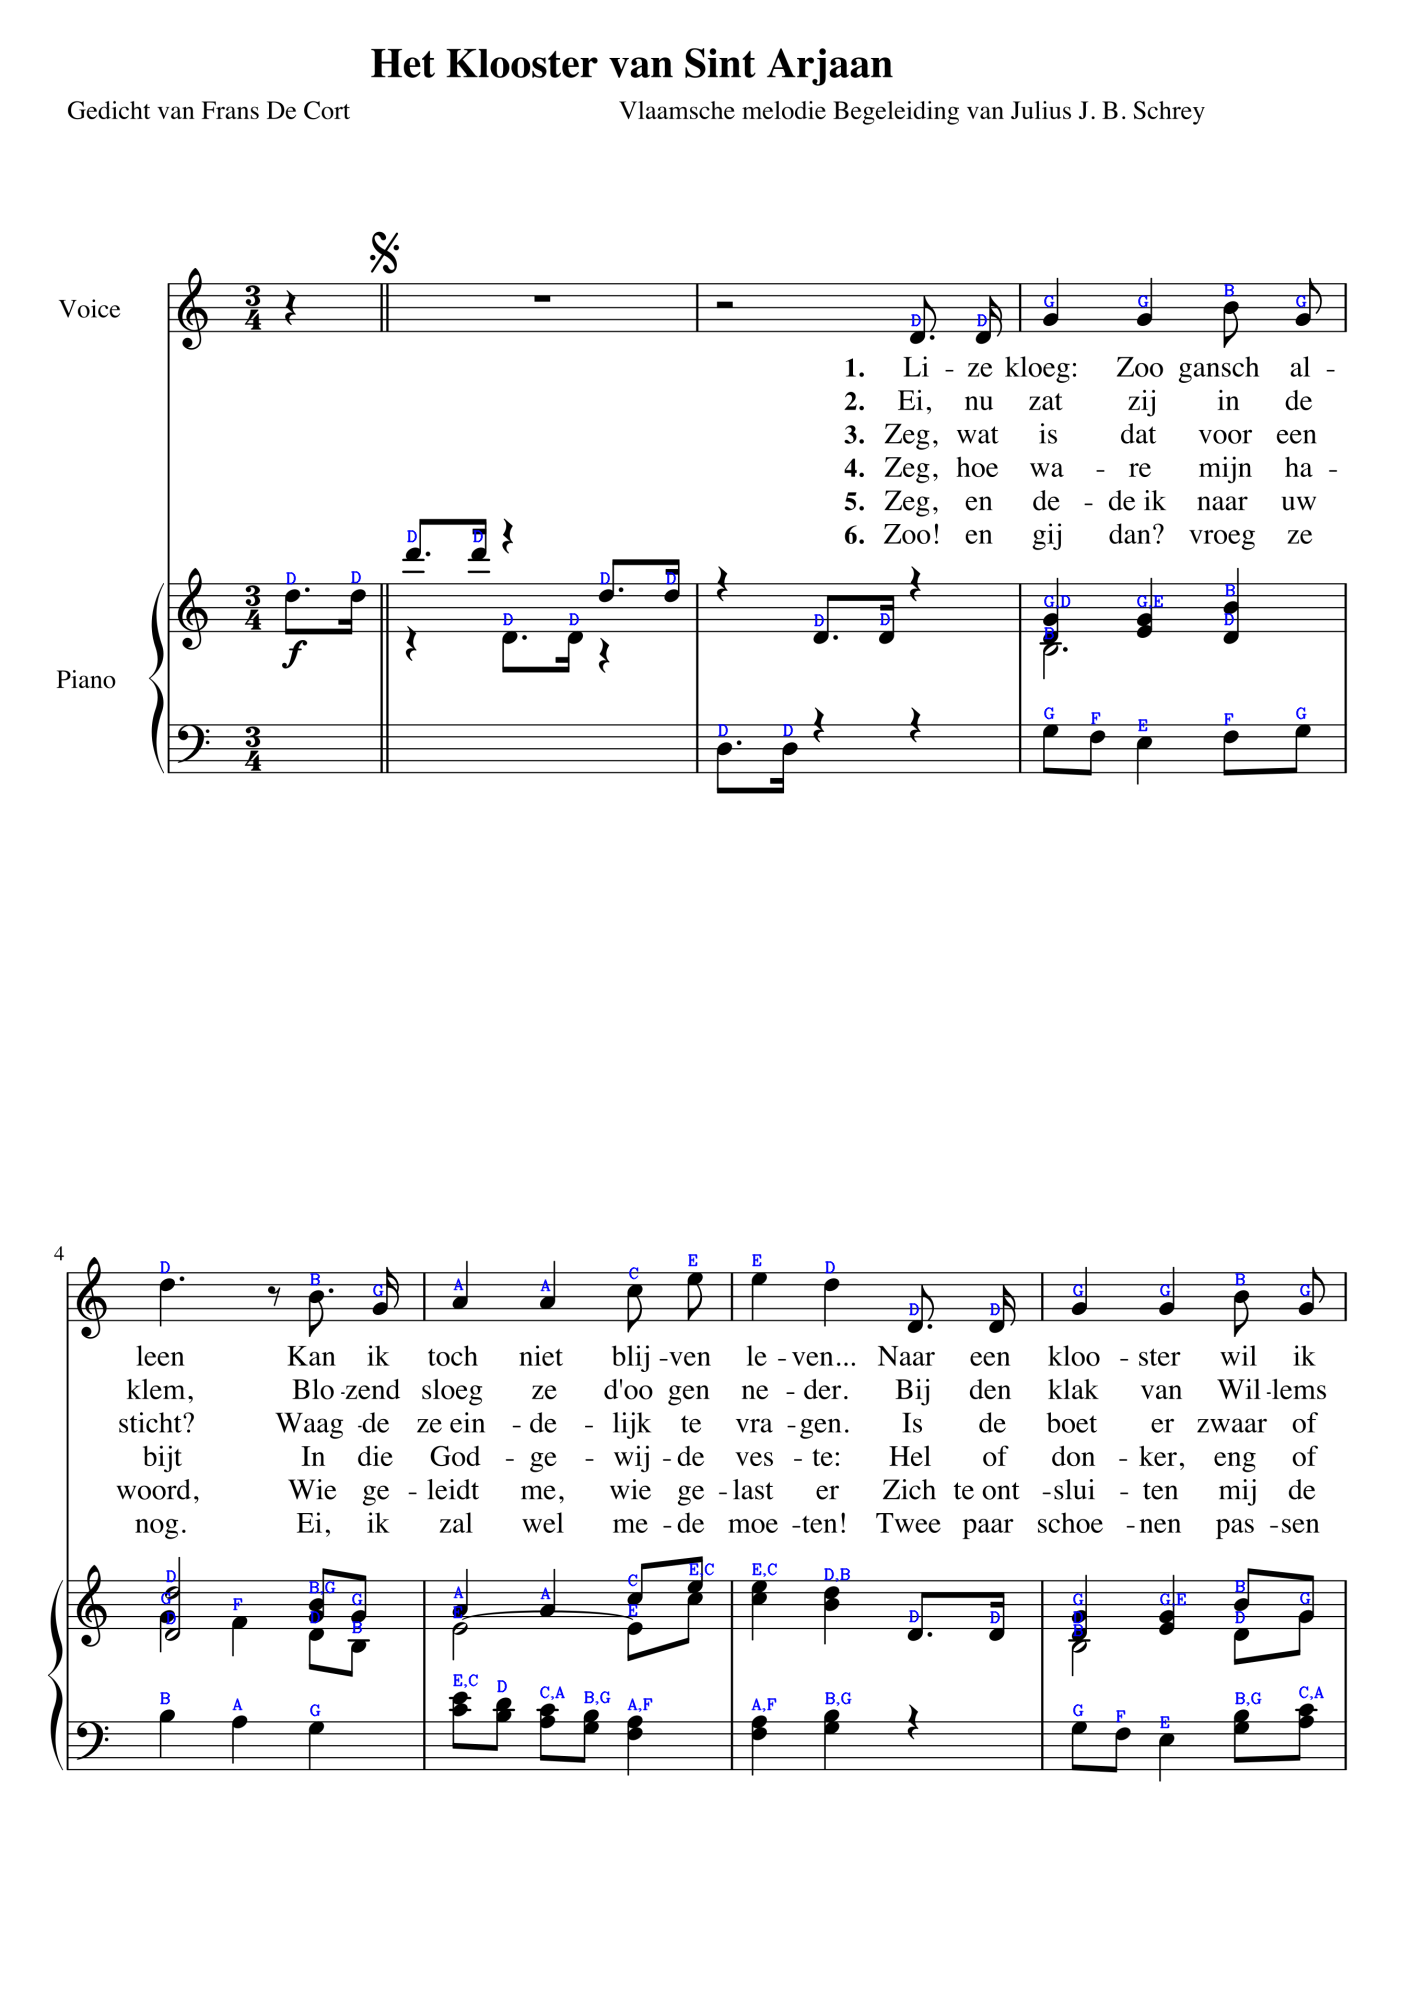 Het Klooster van Sint Arjaan
Gedicht van Frans De Cort
Vlaamsche melodie Begeleiding van Julius J. B. Schrey
Voice
3
4
D D G G B G
1. Li - ze kloeg: Zoo gansch al -
2. Ei, nu zat zij in de
3. Zeg, wat is dat voor een
4. Zeg, hoe wa - re mijn ha -
5. Zeg, en de - de ik naar uw
6. Zoo! en gij dan? vroeg ze
Piano
3
4
D D D D D D D D D D G,D G,E B D
f
3
4
D D G F E F G
4
D B G A A C E E D D D G G B G
leen Kan ik toch niet blij - ven le - ven... Naar een kloo - ster wil ik
klem, Blo - zend sloeg ze d'oo gen ne - der. Bij den klak van Wil - lems
sticht? Waag - de ze ein - de - lijk te vra - gen. Is de boet er zwaar of
bijt In die God - ge - wij - de ves - te: Hel of don - ker, eng of
woord, Wie ge - leidt me, wie ge - last er Zich te ont - slui - ten mij de
nog. Ei, ik zal wel me - de moe - ten! Twee paar schoe - nen pas - sen
D G D F B,G D G B A A C E E,C E,C D,B D D G G,E B D G
B A G E,C D C,A B,G A,F A,F B,G G F E B,G C,A